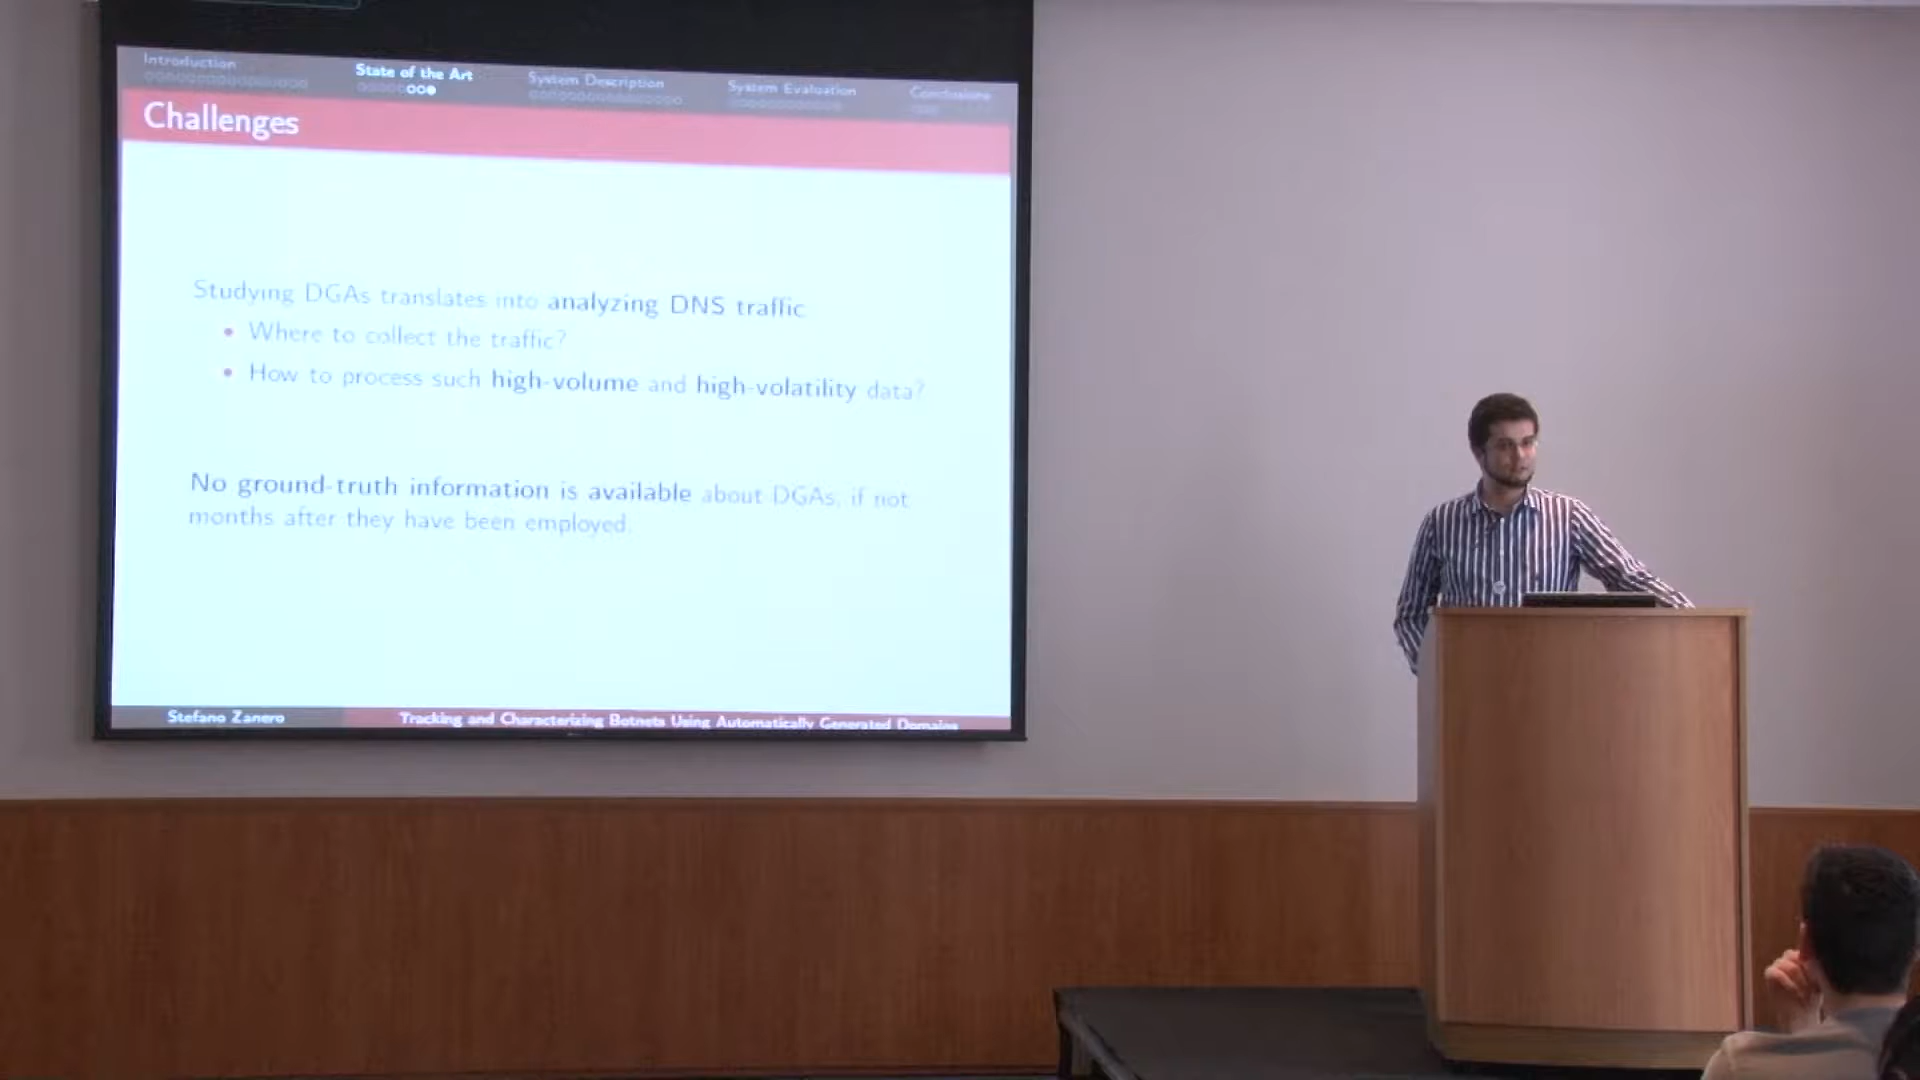 Introduction
State of the Art
System Description
System Evaluation
Conclusions
Challenges
Studying DGAs translates into analyzing DNS traffic
• Where to collect the traffic?
• How to process such high-volume and high-volatility data?
No ground-truth information is available about DGAs, if not
months after they have been employed.
Stefano Zanero
Tracking and Characterizing Botnets Using Automatically Generated Domains